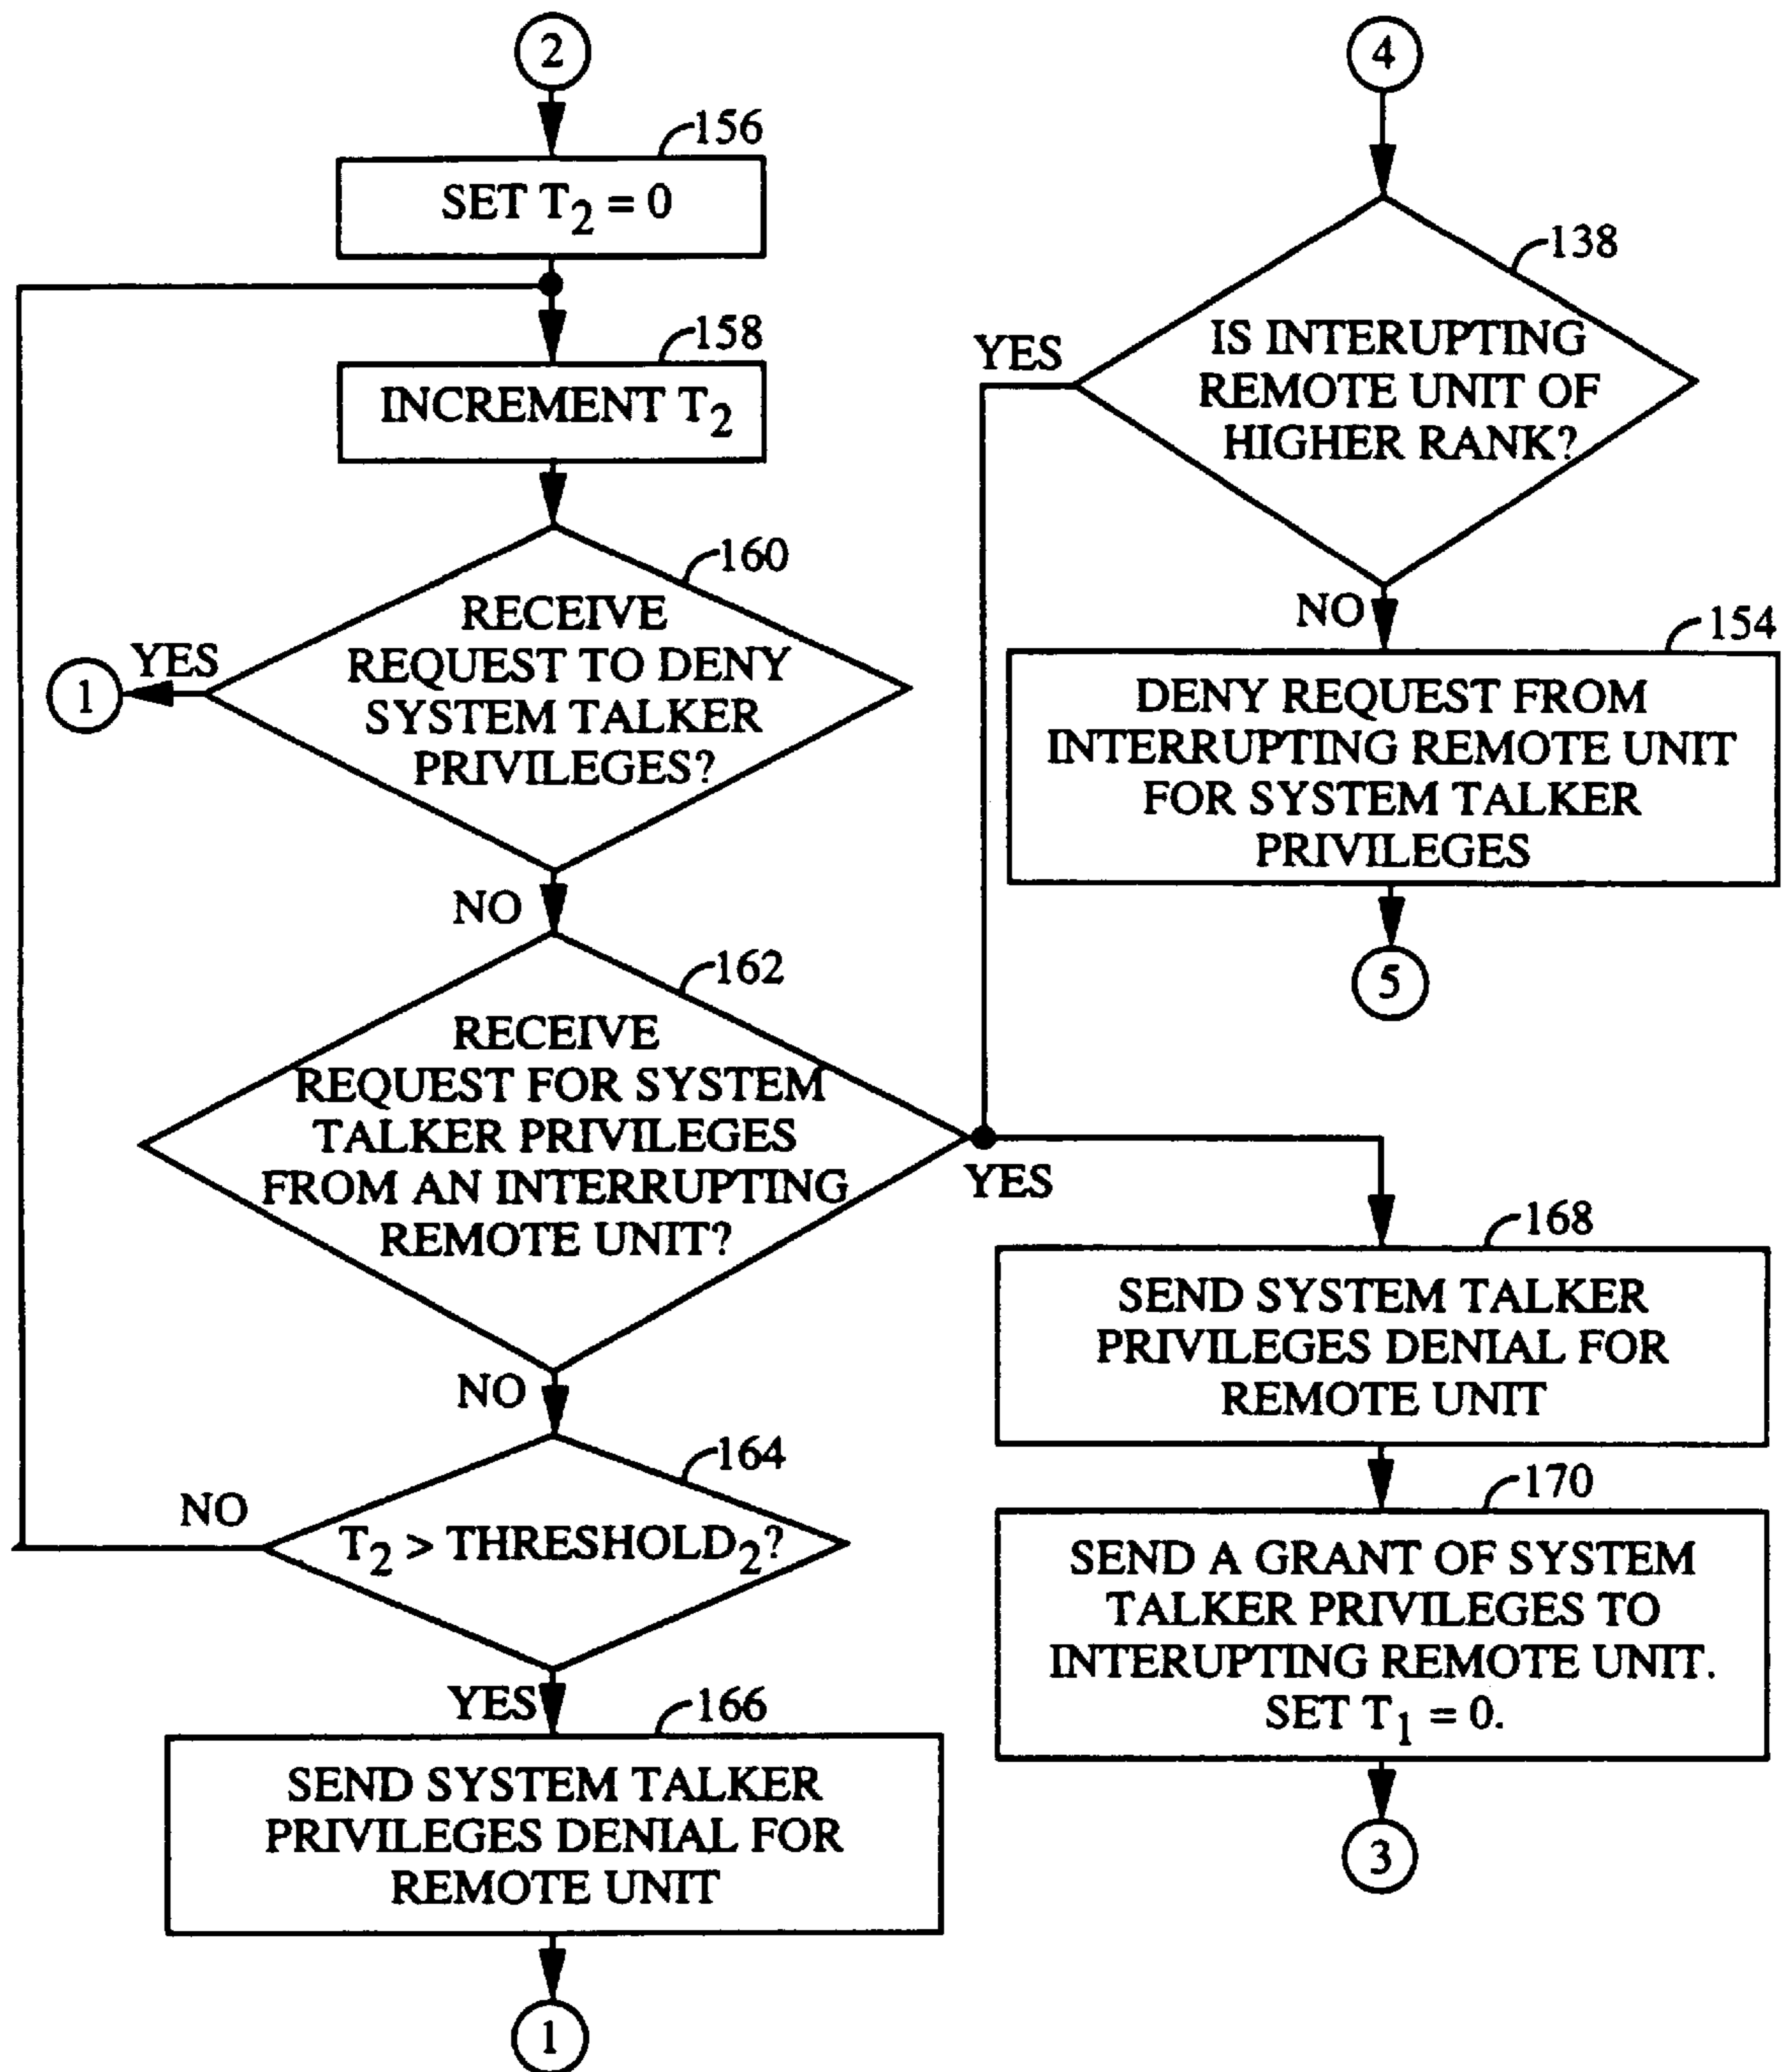 2
156
SET T2 = 0
158
INCREMENT T2
160
RECEIVE
REQUEST TO DENY
SYSTEM TALKER
PRIVILEGES?
YES
1
NO
162
RECEIVE
REQUEST FOR SYSTEM
TALKER PRIVILEGES
FROM AN INTERRUPTING
REMOTE UNIT?
YES
NO
164
T2 > THRESHOLD2?
NO
YES
166
SEND SYSTEM TALKER
PRIVILEGES DENIAL FOR
REMOTE UNIT
1
4
138
IS INTERUPTING
REMOTE UNIT OF
HIGHER RANK?
YES
NO
154
DENY REQUEST FROM
INTERRUPTING REMOTE UNIT
FOR SYSTEM TALKER
PRIVILEGES
5
168
SEND SYSTEM TALKER
PRIVILEGES DENIAL FOR
REMOTE UNIT
170
SEND A GRANT OF SYSTEM
TALKER PRIVILEGES TO
INTERUPTING REMOTE UNIT.
SET T1 = 0.
3